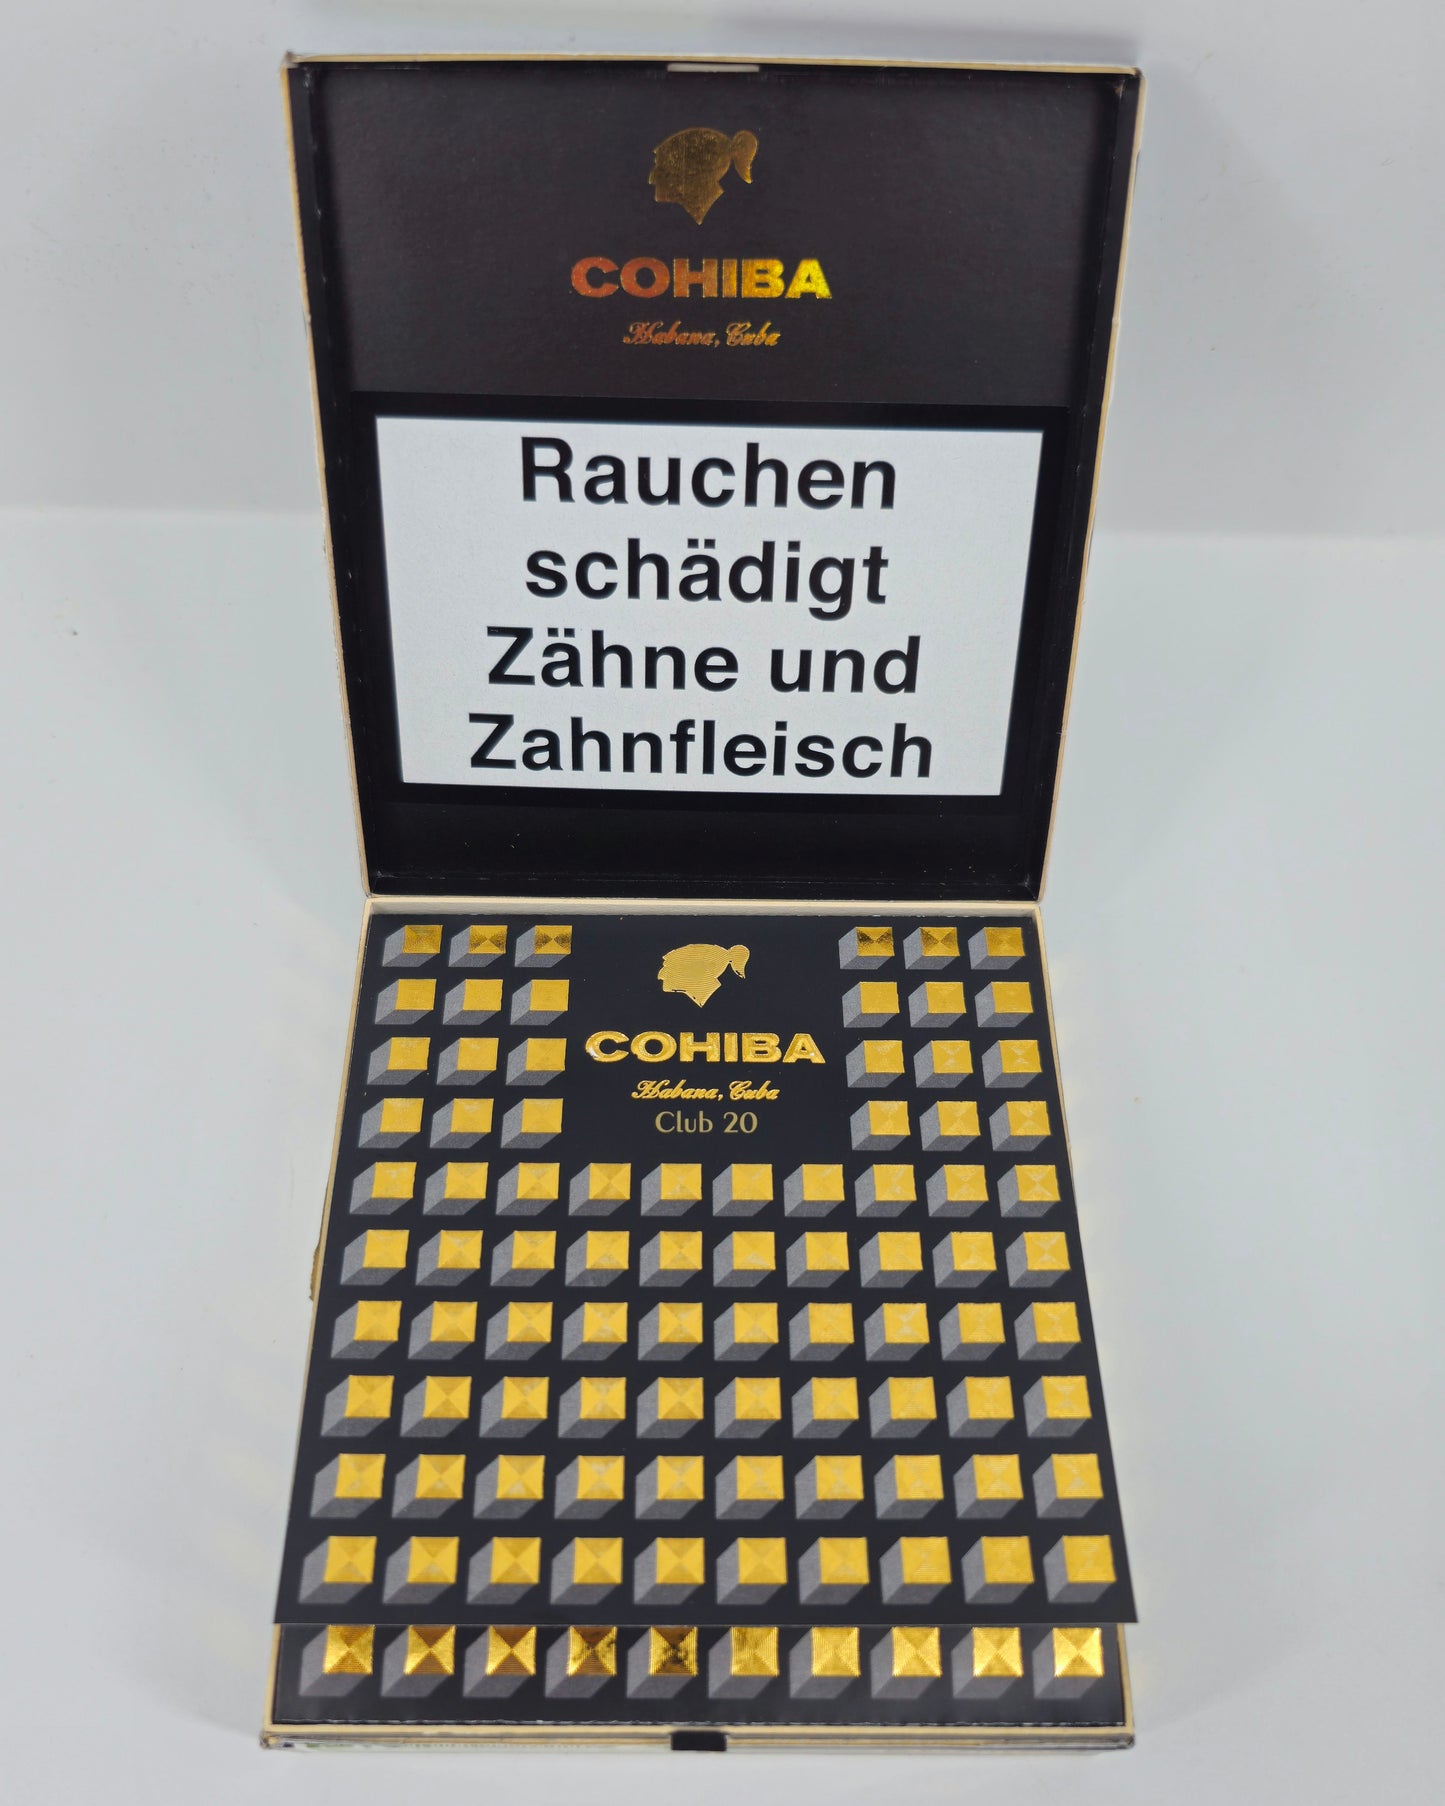 COHIBA
Habana, Cuba
Rauchen
schädigt
Zähne und
Zahnfleisch
COHIBA
Habana, Cuba
Club 20